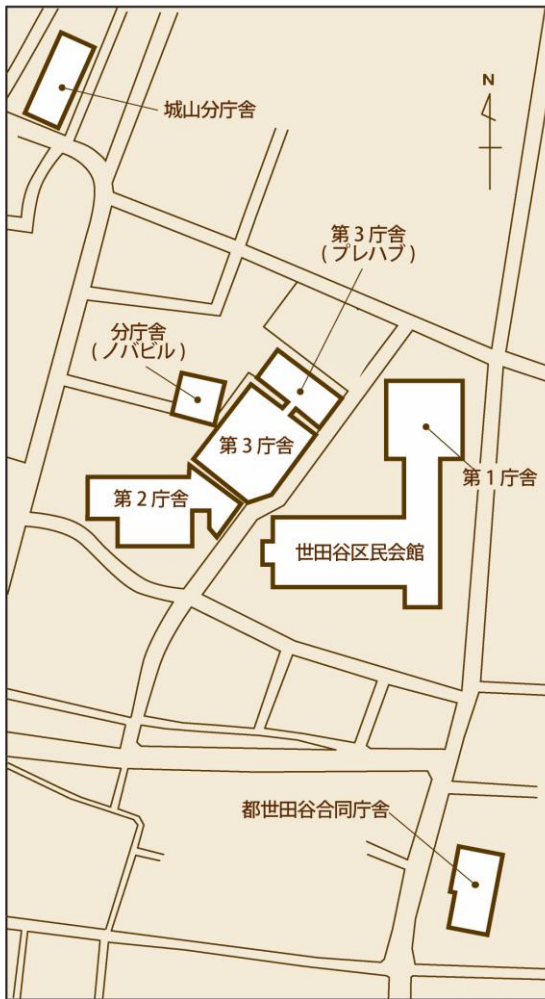 城山分庁舎
N
第3庁舎
(プレハブ)
分庁舎
(ノバビル)
第3庁舎
第1庁舎
第2庁舎
世田谷区民会館
都世田谷合同庁舎